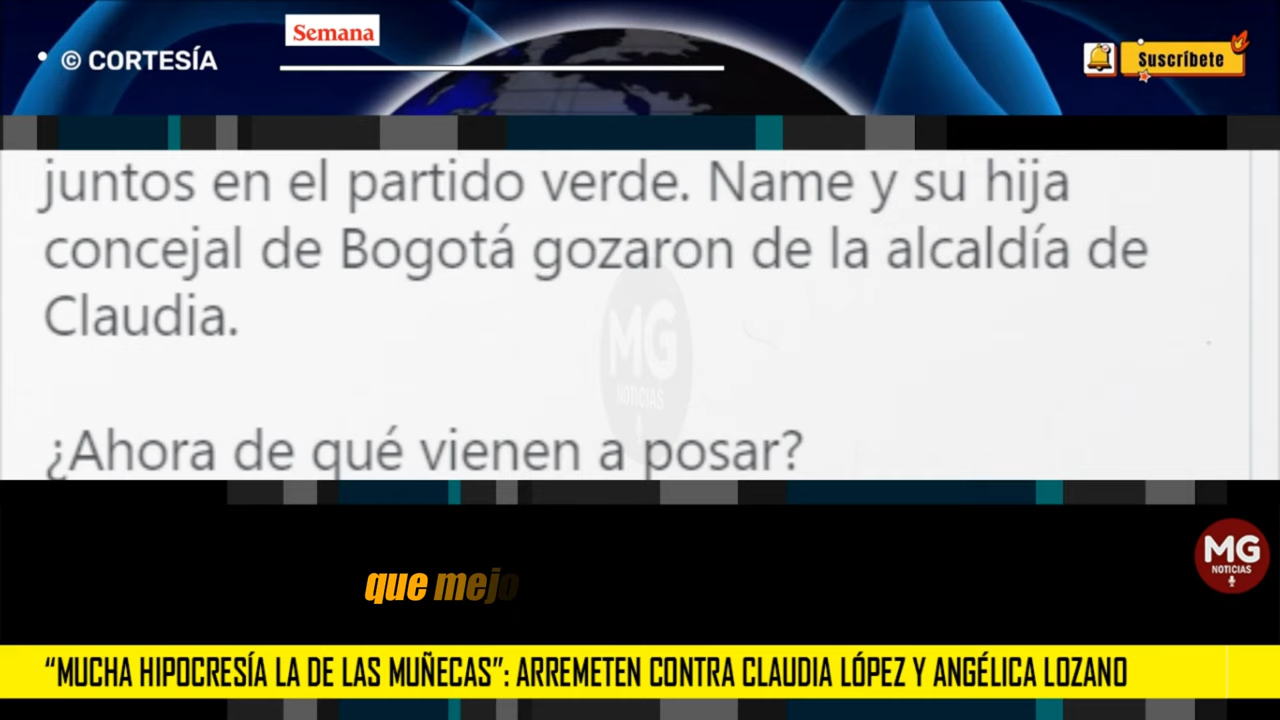 Semana
© CORTESÍA
Suscríbete
juntos en el partido verde. Name y su hija
concejal de Bogotá gozaron de la alcaldía de
Claudia.
¿Ahora de qué vienen a posar?
MG
NOTICIAS
que mejo
MG
NOTICIAS
“MUCHA HIPOCRESÍA LA DE LAS MUÑECAS”: ARREMETEN CONTRA CLAUDIA LÓPEZ Y ANGÉLICA LOZANO